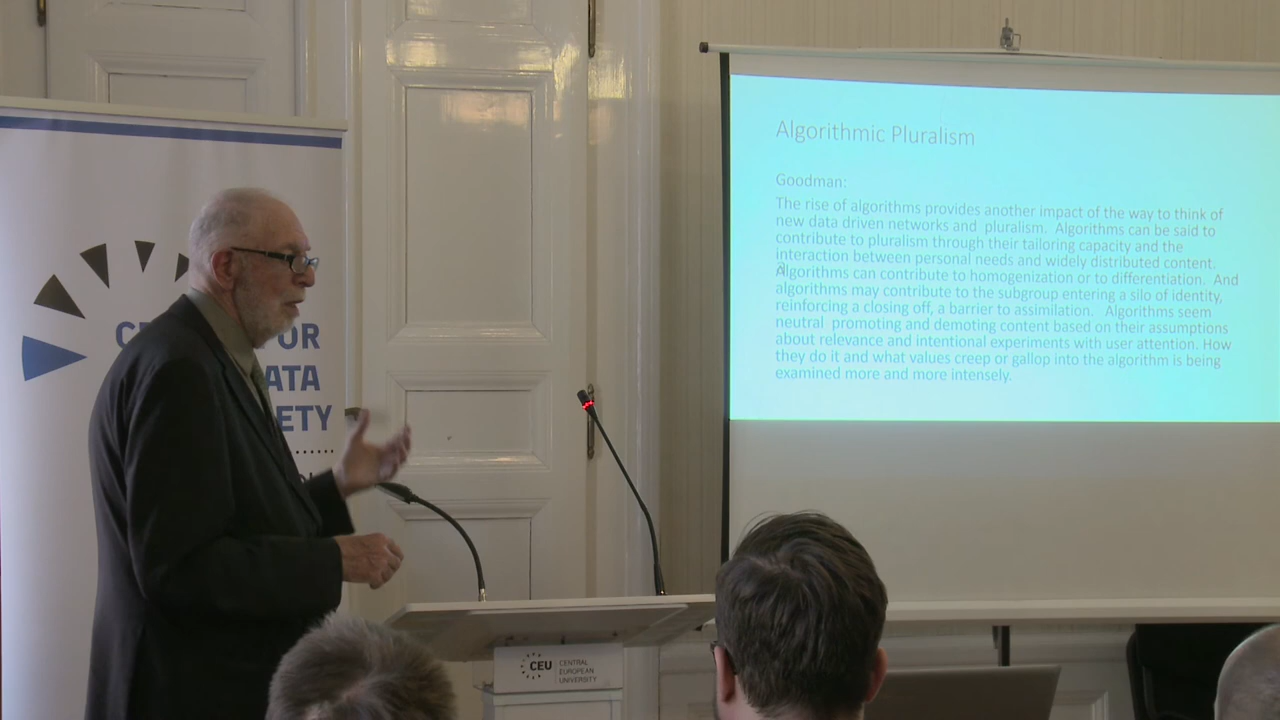 Algorithmic Pluralism
Goodman:
The rise of algorithms provides another impact of the way to think of
new data driven networks and pluralism. Algorithms can be said to
contribute to pluralism through their tailoring capacity and the
interaction between personal needs and widely distributed content.
Algorithms can contribute to homogenization or to differentiation. And
algorithms may contribute to the subgroup entering a silo of identity,
reinforcing a closing off, a barrier to assimilation. Algorithms seem
neutral promoting and demoting content based on their assumptions
about relevance and intentional experiments with user attention. How
they do it and what values creep or gallop into the algorithm is being
examined more and more intensely.
C OR
ATA
ETY
CEU
CENTRAL
EUROPEAN
UNIVERSITY